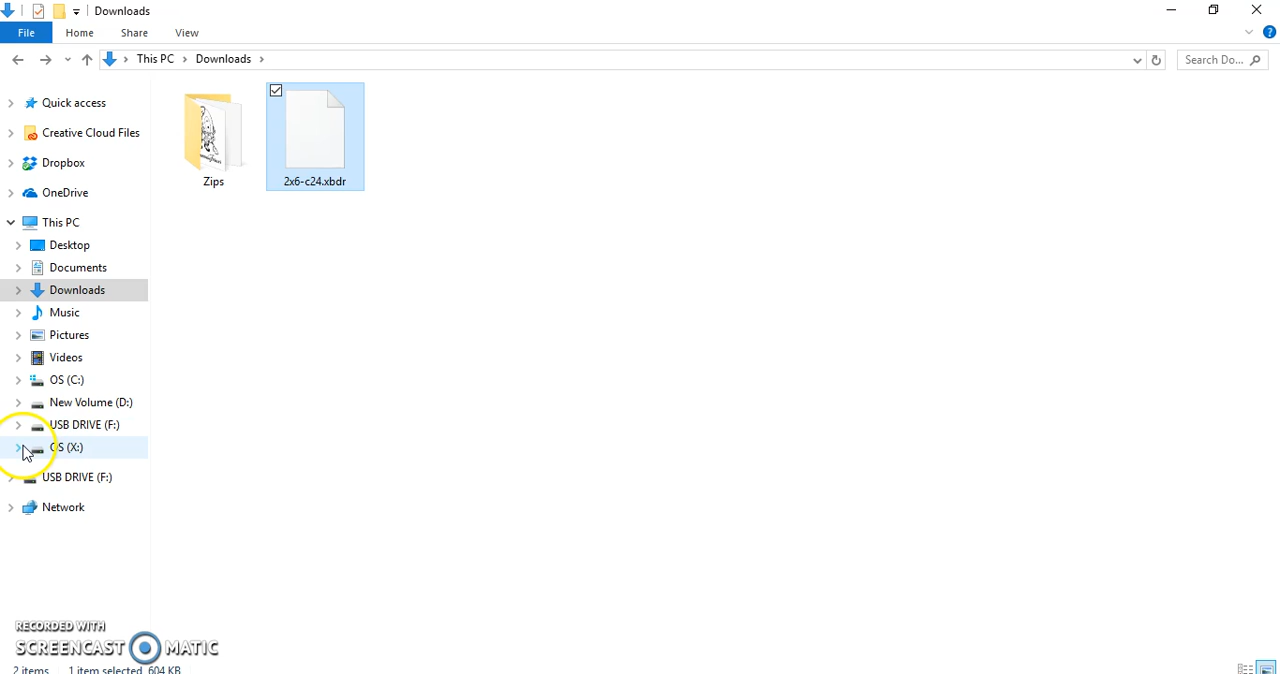 Downloads
File Home Share View
This PC Downloads
Search Do...
Quick access
Creative Cloud Files
Dropbox
OneDrive
This PC
Desktop
Documents
Downloads
Music
Pictures
Videos
OS (C:)
New Volume (D:)
USB DRIVE (F:)
OS (X:)
USB DRIVE (F:)
Network
Zips
2x6-c24.xbdr
RECORDED WITH
SCREENCAST MATIC
2 items 1 item selected, 604 KB